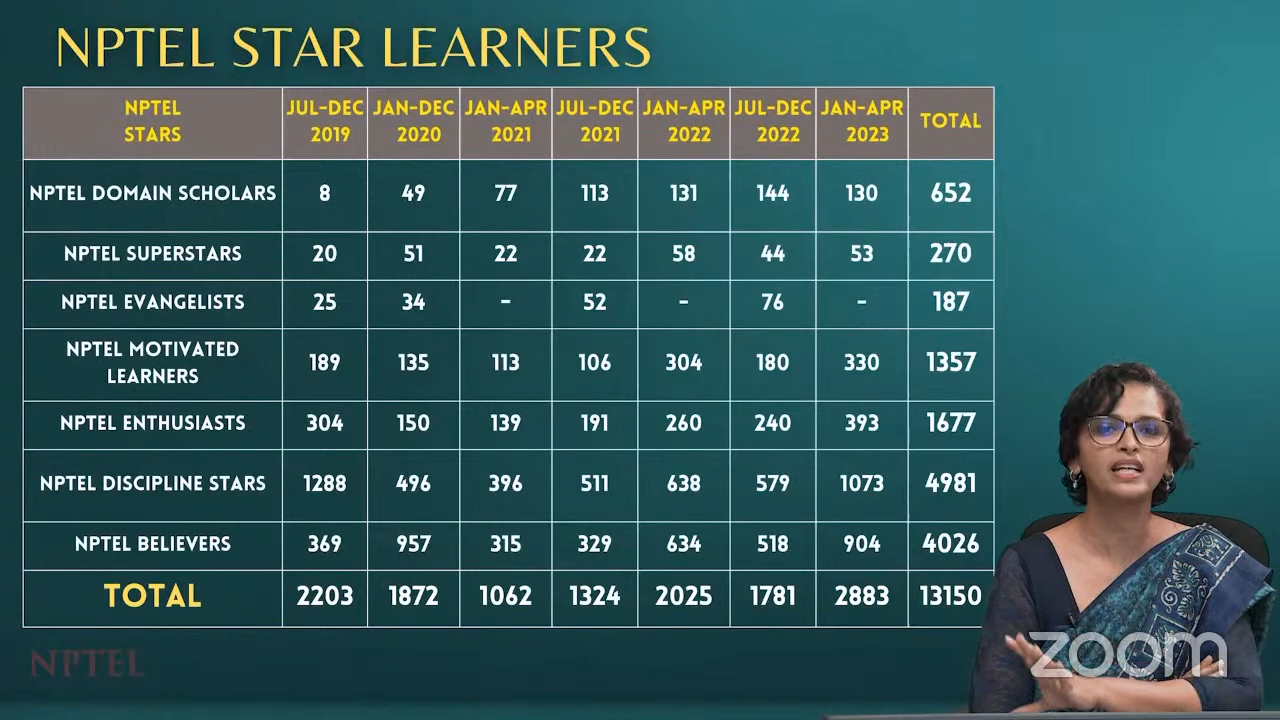 NPTEL STAR LEARNERS
NPTEL STARS JUL-DEC 2019 JAN-DEC 2020 JAN-APR 2021 JUL-DEC 2021 JAN-APR 2022 JUL-DEC 2022 JAN-APR 2023 TOTAL
NPTEL DOMAIN SCHOLARS 8 49 77 113 131 144 130 652
NPTEL SUPERSTARS 20 51 22 22 58 44 53 270
NPTEL EVANGELISTS 25 34 - 52 - 76 - 187
NPTEL MOTIVATED LEARNERS 189 135 113 106 304 180 330 1357
NPTEL ENTHUSIASTS 304 150 139 191 260 240 393 1677
NPTEL DISCIPLINE STARS 1288 496 396 511 638 579 1073 4981
NPTEL BELIEVERS 369 957 315 329 634 518 904 4026
TOTAL 2203 1872 1062 1324 2025 1781 2883 13150
NPTEL
zoom